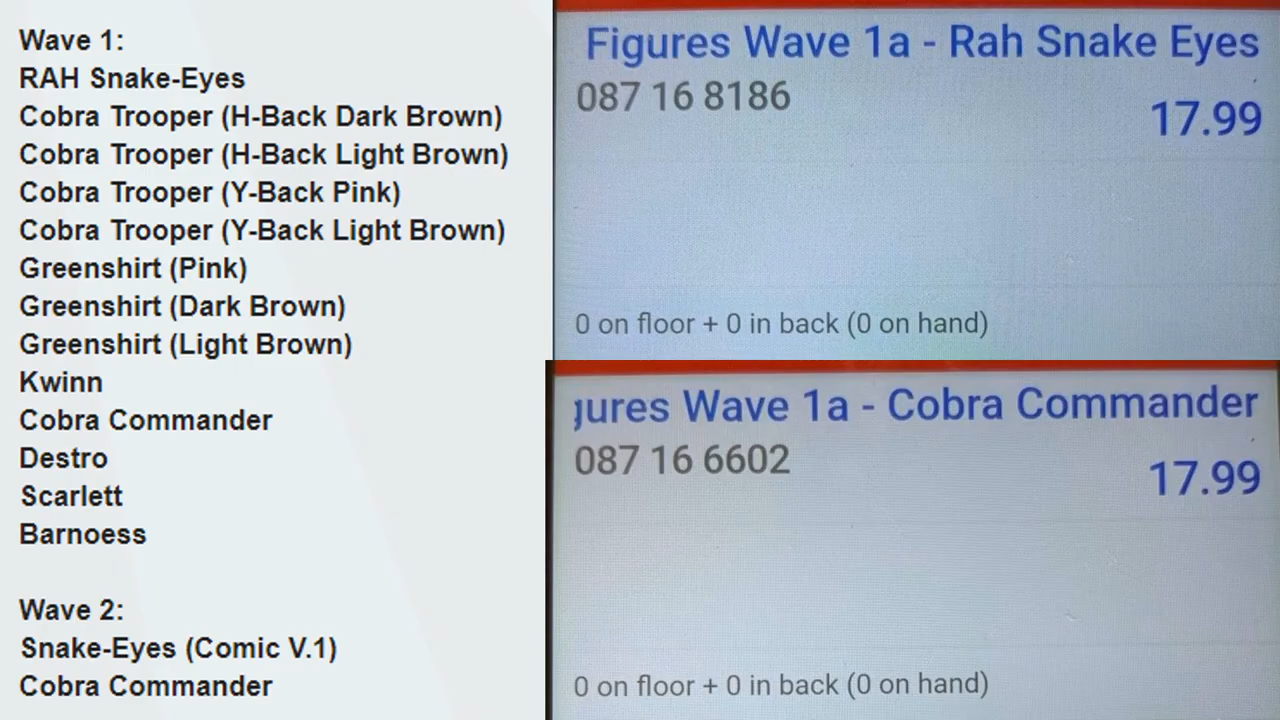 Wave 1:
RAH Snake-Eyes
Cobra Trooper (H-Back Dark Brown)
Cobra Trooper (H-Back Light Brown)
Cobra Trooper (Y-Back Pink)
Cobra Trooper (Y-Back Light Brown)
Greenshirt (Pink)
Greenshirt (Dark Brown)
Greenshirt (Light Brown)
Kwinn
Cobra Commander
Destro
Scarlett
Barnoess
Wave 2:
Snake-Eyes (Comic V.1)
Cobra Commander
Figures Wave 1a - Rah Snake Eyes
087 16 8186
17.99
0 on floor + 0 in back (0 on hand)
gures Wave 1a - Cobra Commander
087 16 6602
17.99
0 on floor + 0 in back (0 on hand)